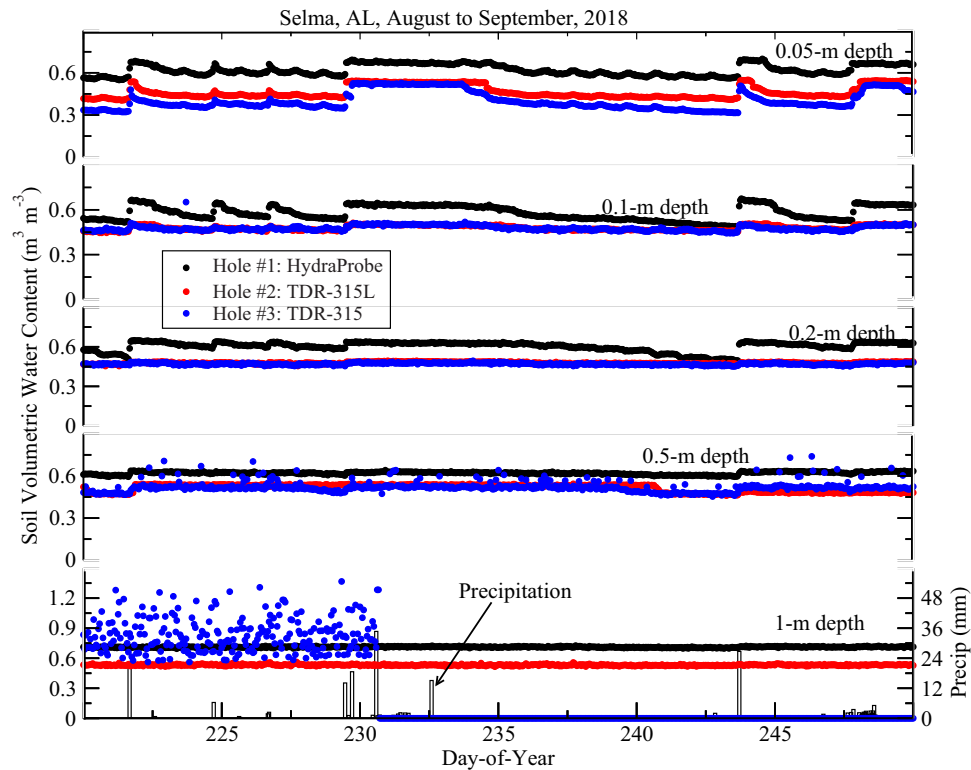 Selma, AL, August to September, 2018
0.05-m depth
0.6
0.3
0
0.1-m depth
0.6
0.3
0
Hole #1: HydraProbe
Hole #2: TDR-315L
Hole #3: TDR-315
0.2-m depth
0.6
0.3
0
0.5-m depth
0.6
0.3
0
Soil Volumetric Water Content (m³ m⁻³)
Precipitation
1-m depth
1.2
0.9
0.6
0.3
0
48
36
24
12
0
Precip (mm)
225 230 235 240 245
Day-of-Year